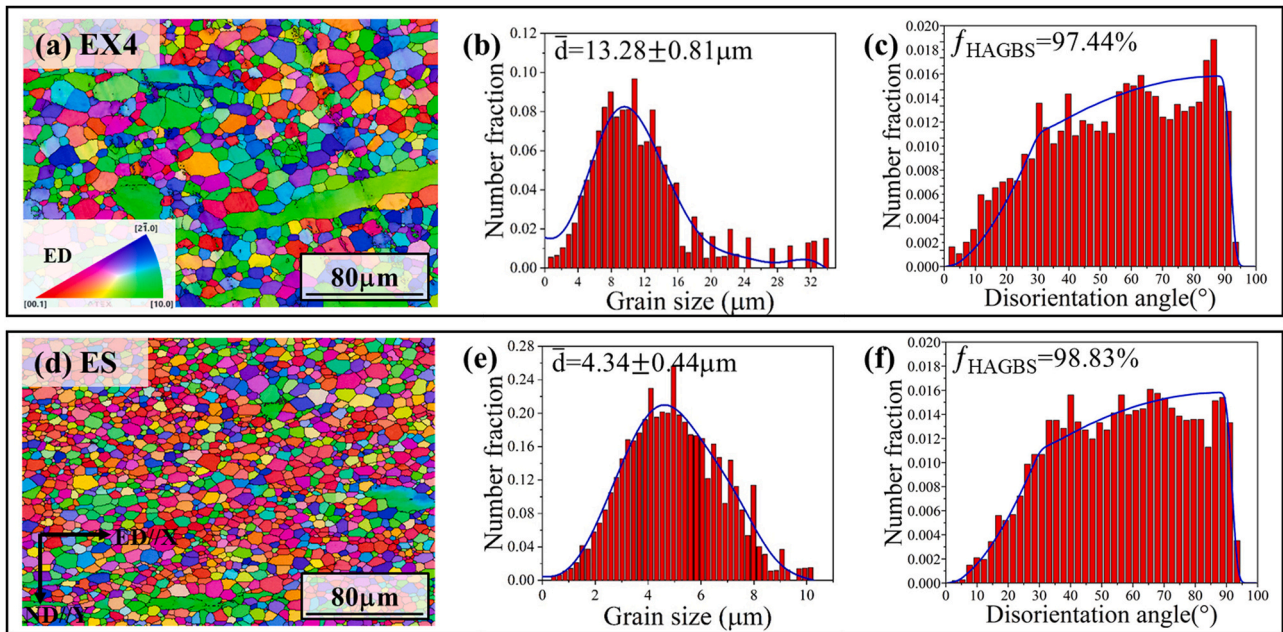 (a) EX4
ED
[21̅.0]
[00.1]
[10.0]
80μm
(b)
d̅=13.28±0.81μm
Number fraction
0.12
0.10
0.08
0.06
0.04
0.02
0.00
0 4 8 12 16 20 24 28 32
Grain size (μm)
(c)
fHAGBS=97.44%
Number fraction
0.020
0.018
0.016
0.014
0.012
0.010
0.008
0.006
0.004
0.002
0.000
0 10 20 30 40 50 60 70 80 90 100
Disorientation angle(°)
(d) ES
ED//X
ND//Y
80μm
(e)
d̅=4.34±0.44μm
Number fraction
0.28
0.24
0.20
0.16
0.12
0.08
0.04
0.00
0 2 4 6 8 10
Grain size (μm)
(f)
fHAGBS=98.83%
Number fraction
0.020
0.018
0.016
0.014
0.012
0.010
0.008
0.006
0.004
0.002
0.000
0 10 20 30 40 50 60 70 80 90 100
Disorientation angle(°)